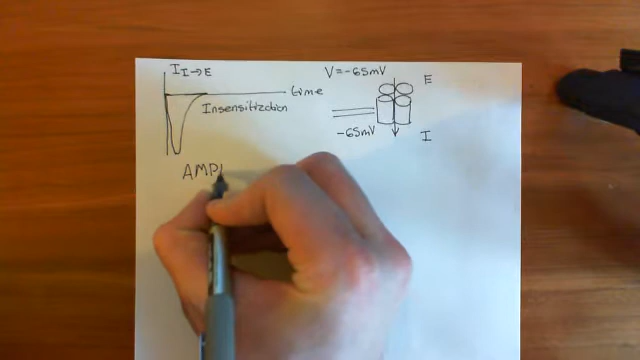 I I→E
time
Insensitization
V=-65mV
E
-65mV
I
AMP